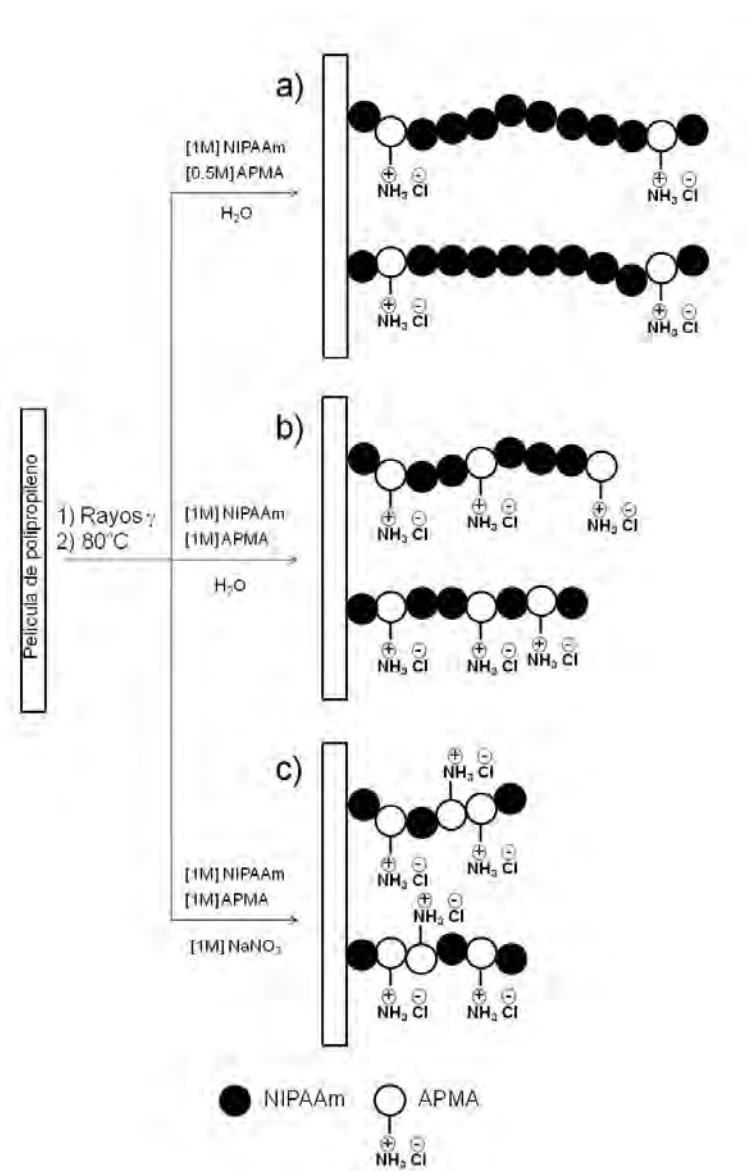 a)
[1M] NIPAAm
[0.5M] APMA
H₂O
⊕ ⊖
NH₃ Cl
⊕ ⊖
NH₃ Cl
⊕ ⊖
NH₃ Cl
⊕ ⊖
NH₃ Cl
Película de polipropileno
1) Rayos γ
2) 80°C
b)
[1M] NIPAAm
[1M] APMA
H₂O
⊕ ⊖
NH₃ Cl
⊕ ⊖
NH₃ Cl
⊕ ⊖
NH₃ Cl
⊕ ⊖
NH₃ Cl
⊕ ⊖
NH₃ Cl
⊕ ⊖
NH₃ Cl
c)
[1M] NIPAAm
[1M] APMA
[1M] NaNO₃
⊕ ⊖
NH₃ Cl
⊕ ⊖
NH₃ Cl
⊕ ⊖
NH₃ Cl
⊕ ⊖
NH₃ Cl
⊕ ⊖
NH₃ Cl
⊕ ⊖
NH₃ Cl
NIPAAm
APMA
⊕ ⊖
NH₃ Cl